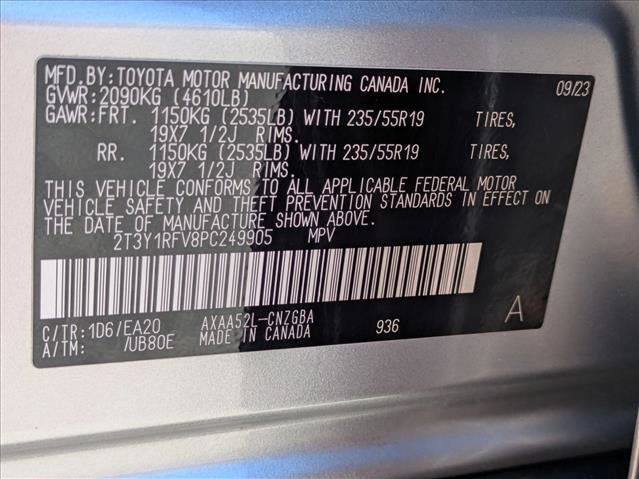 MFD. BY: TOYOTA MOTOR MANUFACTURING CANADA INC. 09/23
GVWR: 2090KG (4610LB)
GAWR: FRT. 1150KG (2535LB) WITH 235/55R19 TIRES,
19X7 1/2J RIMS.
RR. 1150KG (2535LB) WITH 235/55R19 TIRES,
19X7 1/2J RIMS.
THIS VEHICLE CONFORMS TO ALL APPLICABLE FEDERAL MOTOR
VEHICLE SAFETY AND THEFT PREVENTION STANDARDS IN EFFECT ON
THE DATE OF MANUFACTURE SHOWN ABOVE.
2T3Y1RFV8PC249905 MPV
C/TR: 1D6/EA20 AXAA52L-CNZGBA 936 A
A/TM: /UB80E MADE IN CANADA